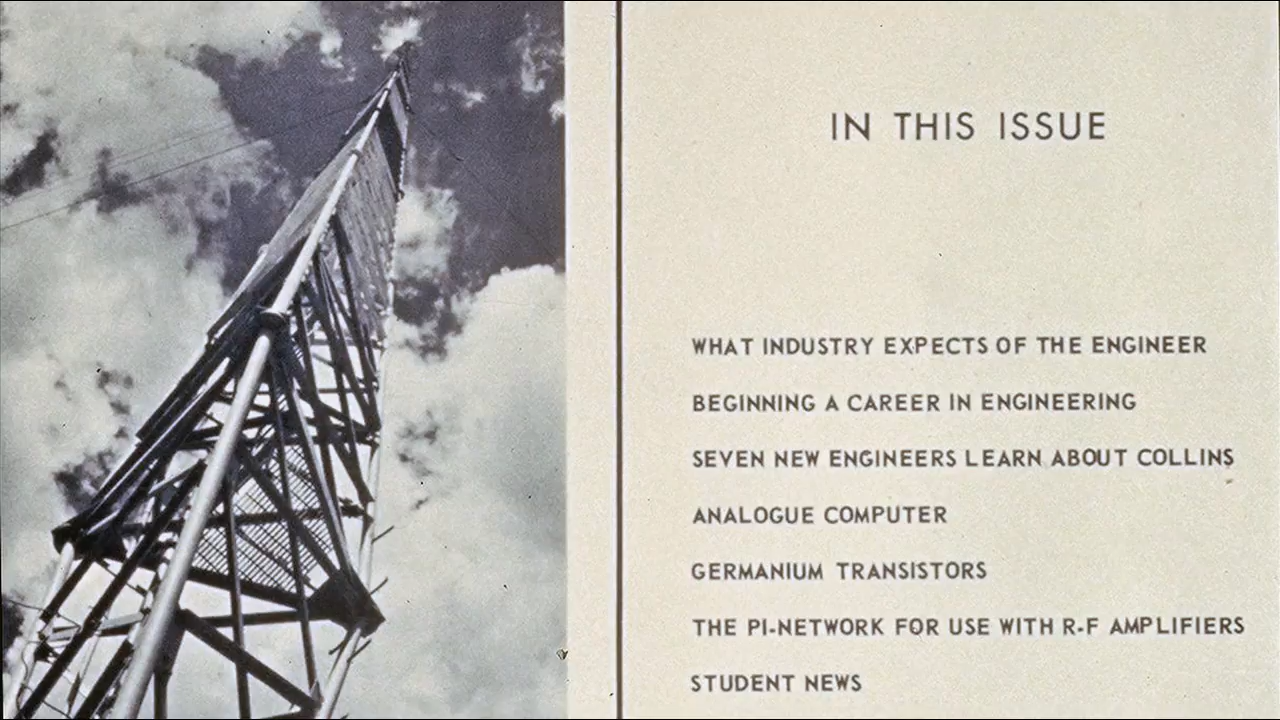 IN THIS ISSUE
WHAT INDUSTRY EXPECTS OF THE ENGINEER
BEGINNING A CAREER IN ENGINEERING
SEVEN NEW ENGINEERS LEARN ABOUT COLLINS
ANALOGUE COMPUTER
GERMANIUM TRANSISTORS
THE PI-NETWORK FOR USE WITH R-F AMPLIFIERS
STUDENT NEWS